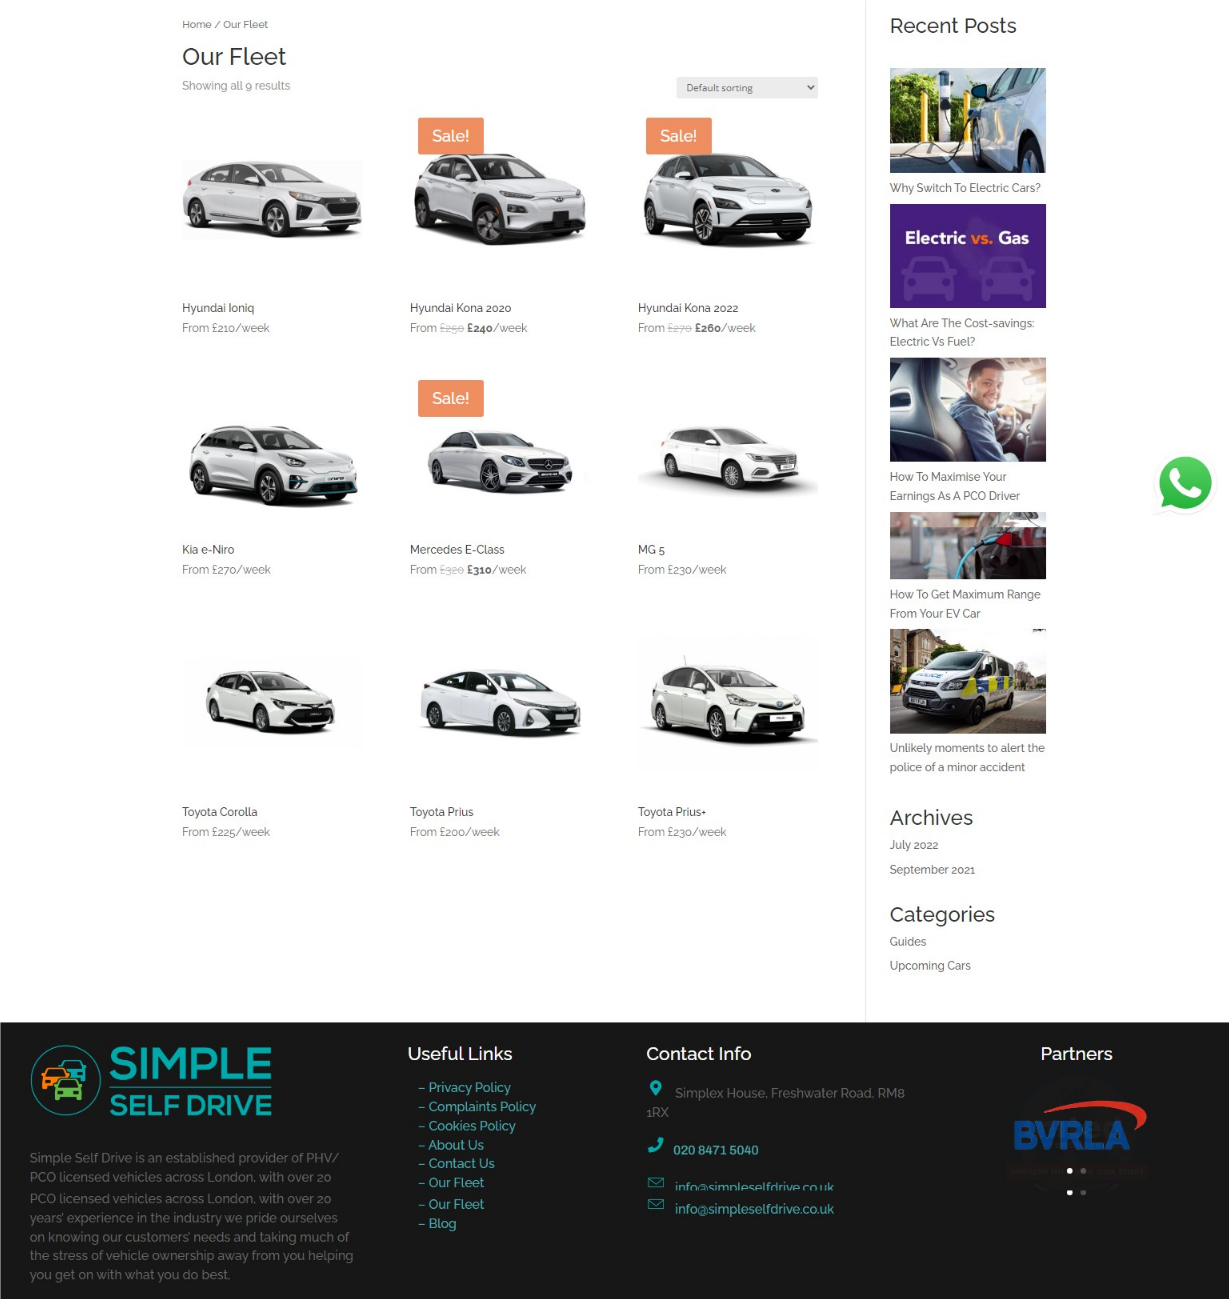 Home / Our Fleet
Our Fleet
Showing all 9 results
Default sorting
Sale!
Sale!
Hyundai Ioniq
From £210/week
Hyundai Kona 2020
From £250 £240/week
Hyundai Kona 2022
From £270 £260/week
Sale!
Kia e-Niro
From £270/week
Mercedes E-Class
From £320 £310/week
MG 5
From £230/week
Toyota Corolla
From £225/week
Toyota Prius
From £200/week
Toyota Prius+
From £230/week
Recent Posts
Why Switch To Electric Cars?
Electric vs. Gas
What Are The Cost-savings:
Electric Vs Fuel?
How To Maximise Your
Earnings As A PCO Driver
How To Get Maximum Range
From Your EV Car
Unlikely moments to alert the
police of a minor accident
Archives
July 2022
September 2021
Categories
Guides
Upcoming Cars
SIMPLE
SELF DRIVE
Simple Self Drive is an established provider of PHV/
PCO licensed vehicles across London, with over 20
PCO licensed vehicles across London, with over 20
years' experience in the industry we pride ourselves
on knowing our customers' needs and taking much of
the stress of vehicle ownership away from you helping
you get on with what you do best.
Useful Links
– Privacy Policy
– Complaints Policy
– Cookies Policy
– About Us
– Contact Us
– Our Fleet
– Our Fleet
– Blog
Contact Info
Simplex House, Freshwater Road, RM8
1RX
020 8471 5040
info@simpleselfdrive.co.uk
info@simpleselfdrive.co.uk
Partners
BVRLA